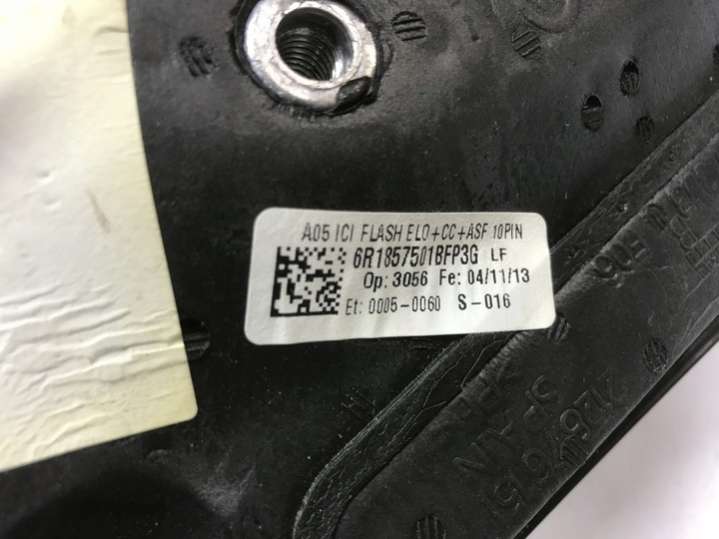 A05 ICI FLASH ELO+CC+ASF 10PIN
6R1857501BFP3G LF
Op: 3056 Fe: 04/11/13
Et: 0005-0060 S-016
SPAIN